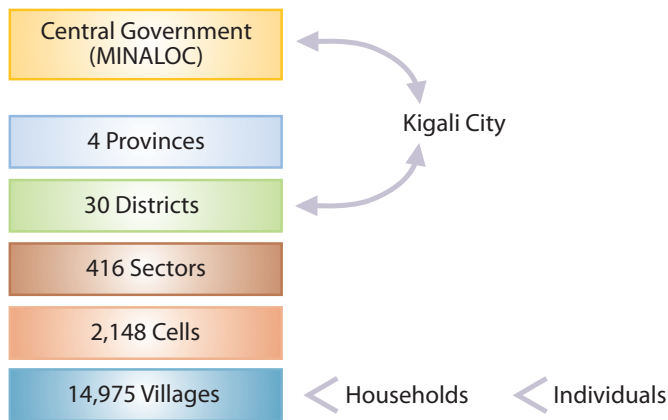 Central Government
(MINALOC)
Kigali City
4 Provinces
30 Districts
416 Sectors
2,148 Cells
14,975 Villages
Households
Individuals